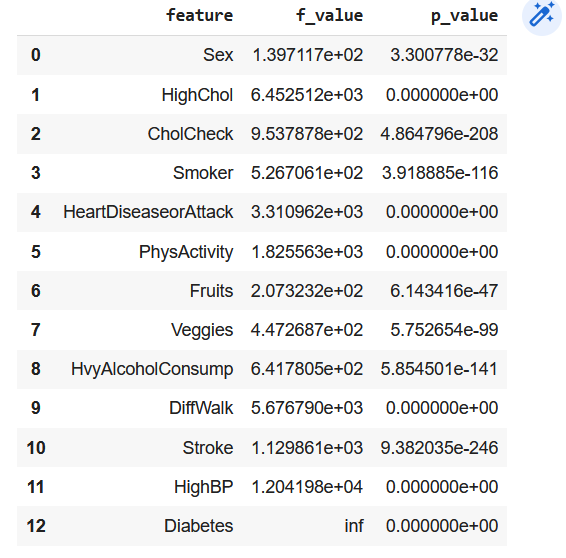 feature f_value p_value
0 Sex 1.397117e+02 3.300778e-32
1 HighChol 6.452512e+03 0.000000e+00
2 CholCheck 9.537878e+02 4.864796e-208
3 Smoker 5.267061e+02 3.918885e-116
4 HeartDiseaseorAttack 3.310962e+03 0.000000e+00
5 PhysActivity 1.825563e+03 0.000000e+00
6 Fruits 2.073232e+02 6.143416e-47
7 Veggies 4.472687e+02 5.752654e-99
8 HvyAlcoholConsump 6.417805e+02 5.854501e-141
9 DiffWalk 5.676790e+03 0.000000e+00
10 Stroke 1.129861e+03 9.382035e-246
11 HighBP 1.204198e+04 0.000000e+00
12 Diabetes inf 0.000000e+00